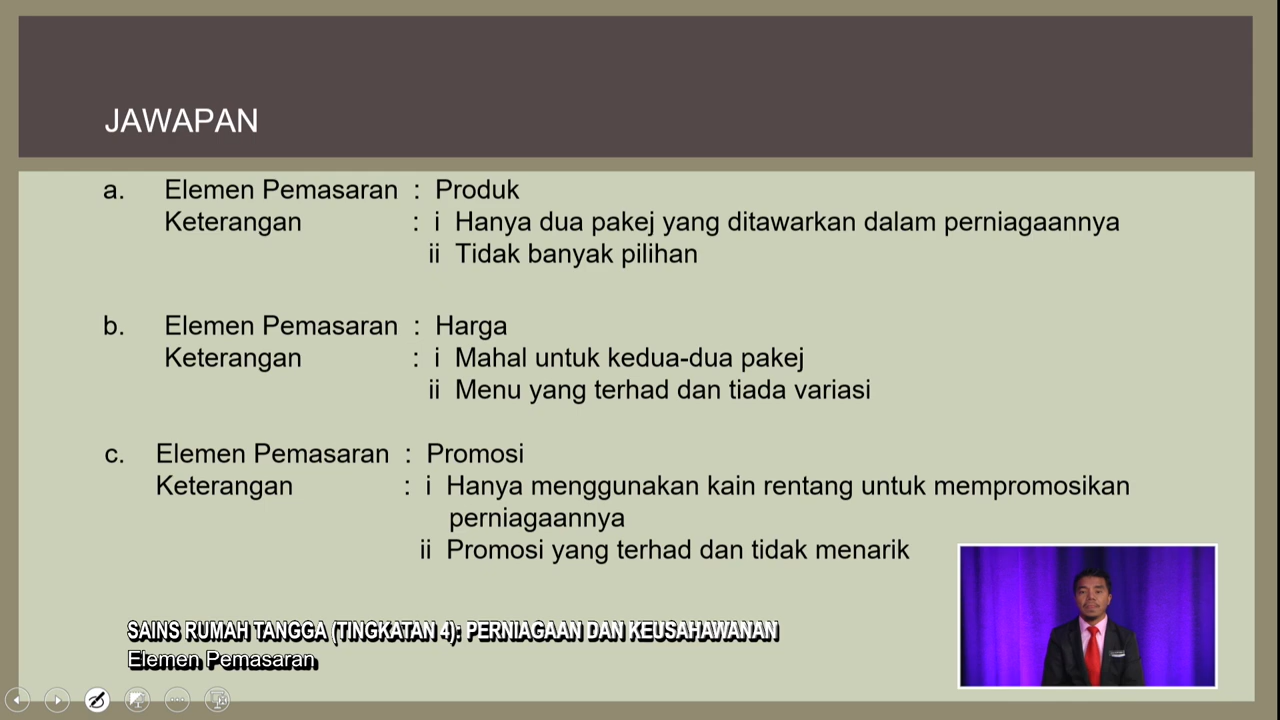 JAWAPAN
a. Elemen Pemasaran : Produk
Keterangan : i Hanya dua pakej yang ditawarkan dalam perniagaannya
ii Tidak banyak pilihan
b. Elemen Pemasaran : Harga
Keterangan : i Mahal untuk kedua-dua pakej
ii Menu yang terhad dan tiada variasi
c. Elemen Pemasaran : Promosi
Keterangan : i Hanya menggunakan kain rentang untuk mempromosikan
perniagaannya
ii Promosi yang terhad dan tidak menarik
SAINS RUMAH TANGGA (TINGKATAN 4): PERNIAGAAN DAN KEUSAHAWANAN
Elemen Pemasaran